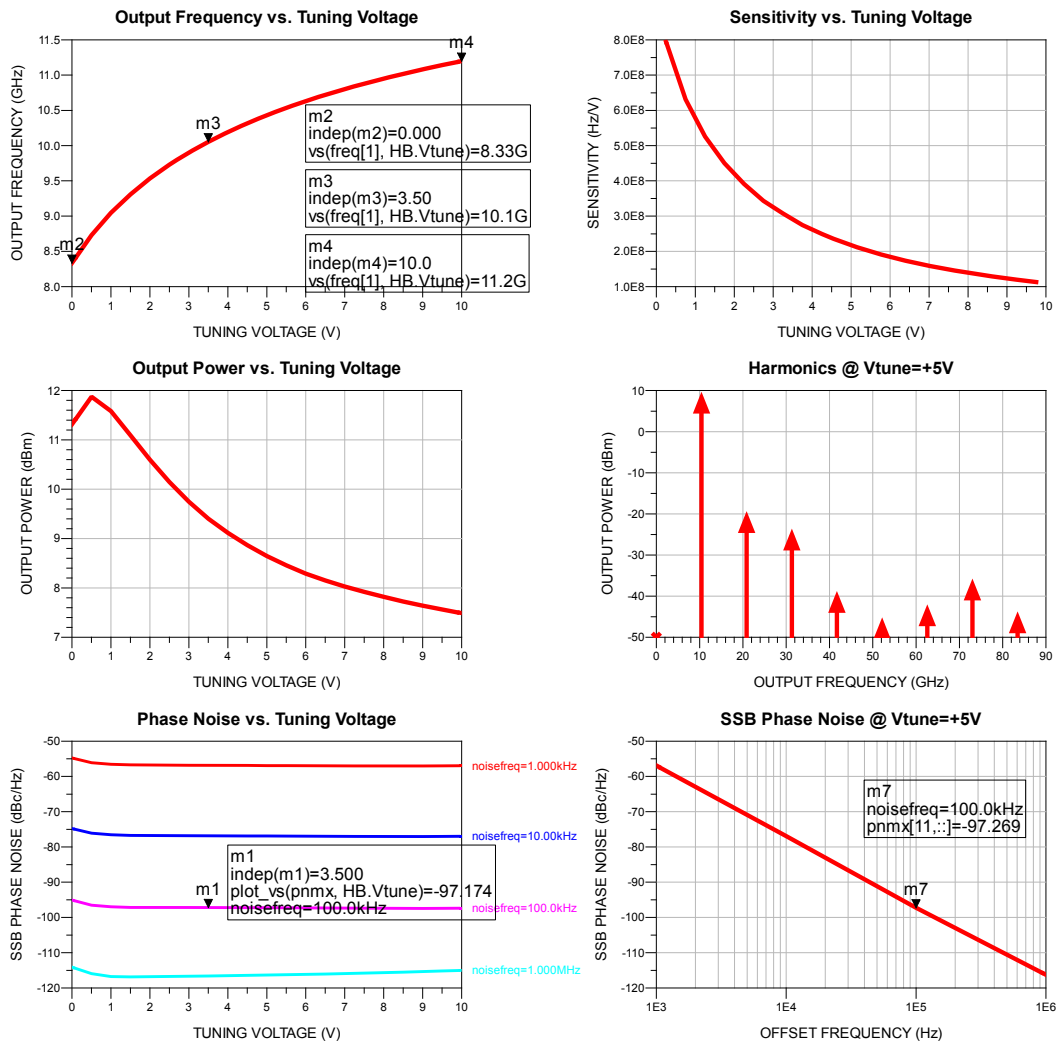 Output Frequency vs. Tuning Voltage
OUTPUT FREQUENCY (GHz)
11.5
11.0
10.5
10.0
9.5
9.0
8.5
8.0
m2
m3
m4
m2
indep(m2)=0.000
vs(freq[1], HB.Vtune)=8.33G
m3
indep(m3)=3.50
vs(freq[1], HB.Vtune)=10.1G
m4
indep(m4)=10.0
vs(freq[1], HB.Vtune)=11.2G
0 1 2 3 4 5 6 7 8 9 10
TUNING VOLTAGE (V)
Sensitivity vs. Tuning Voltage
SENSITIVITY (Hz/V)
8.0E8
7.0E8
6.0E8
5.0E8
4.0E8
3.0E8
2.0E8
1.0E8
0 1 2 3 4 5 6 7 8 9 10
TUNING VOLTAGE (V)
Output Power vs. Tuning Voltage
OUTPUT POWER (dBm)
12
11
10
9
8
7
0 1 2 3 4 5 6 7 8 9 10
TUNING VOLTAGE (V)
Harmonics @ Vtune=+5V
OUTPUT POWER (dBm)
10
0
-10
-20
-30
-40
-50
0 10 20 30 40 50 60 70 80 90
OUTPUT FREQUENCY (GHz)
Phase Noise vs. Tuning Voltage
SSB PHASE NOISE (dBc/Hz)
-50
-60
-70
-80
-90
-100
-110
-120
noisefreq=1.000kHz
noisefreq=10.00kHz
noisefreq=100.0kHz
noisefreq=1.000MHz
m1
m1
indep(m1)=3.500
plot_vs(pnmx, HB.Vtune)=-97.174
noisefreq=100.0kHz
0 1 2 3 4 5 6 7 8 9 10
TUNING VOLTAGE (V)
SSB Phase Noise @ Vtune=+5V
SSB PHASE NOISE (dBc/Hz)
-50
-60
-70
-80
-90
-100
-110
-120
m7
noisefreq=100.0kHz
pnmx[11,::]=-97.269
m7
1E3 1E4 1E5 1E6
OFFSET FREQUENCY (Hz)